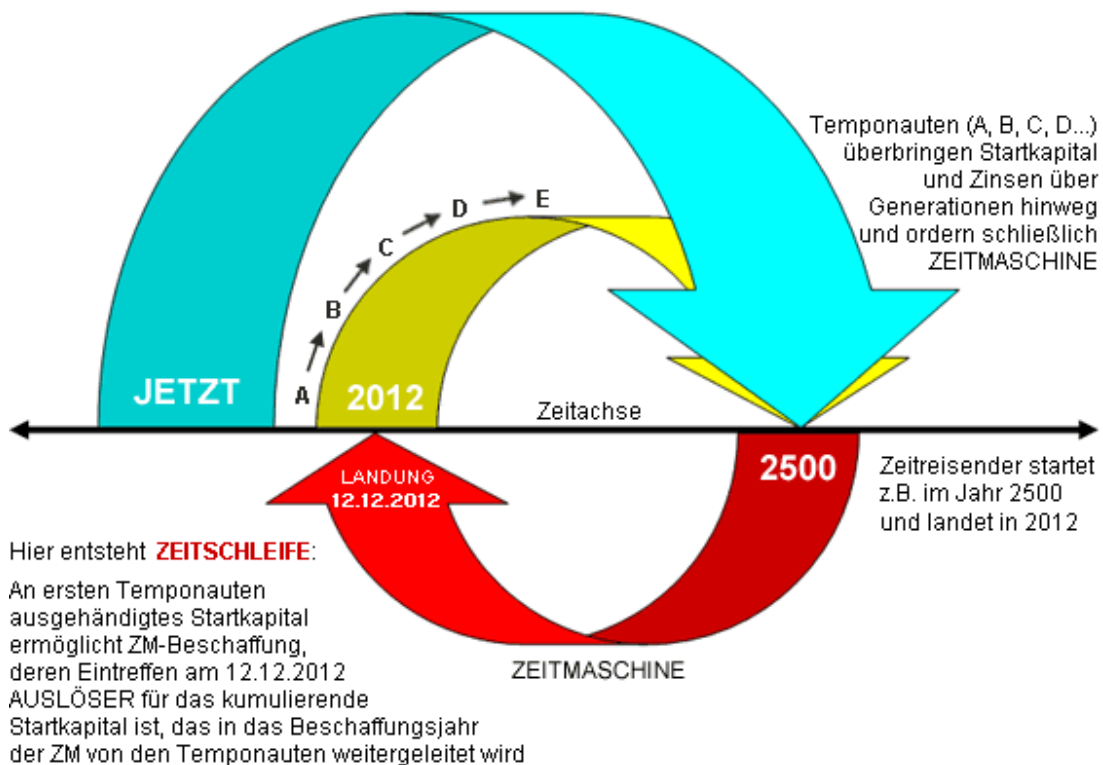 Temponauten (A, B, C, D...)
überbringen Startkapital
und Zinsen über
Generationen hinweg
und ordern schließlich
ZEITMASCHINE
A
B
C
D
E
JETZT
2012
Zeitachse
LANDUNG
12.12.2012
2500
Zeitreisender startet
z.B. im Jahr 2500
und landet in 2012
Hier entsteht ZEITSCHLEIFE:
An ersten Temponauten
ausgehändigtes Startkapital
ermöglicht ZM-Beschaffung,
deren Eintreffen am 12.12.2012
AUSLÖSER für das kumulierende
Startkapital ist, das in das Beschaffungsjahr
der ZM von den Temponauten weitergeleitet wird
ZEITMASCHINE